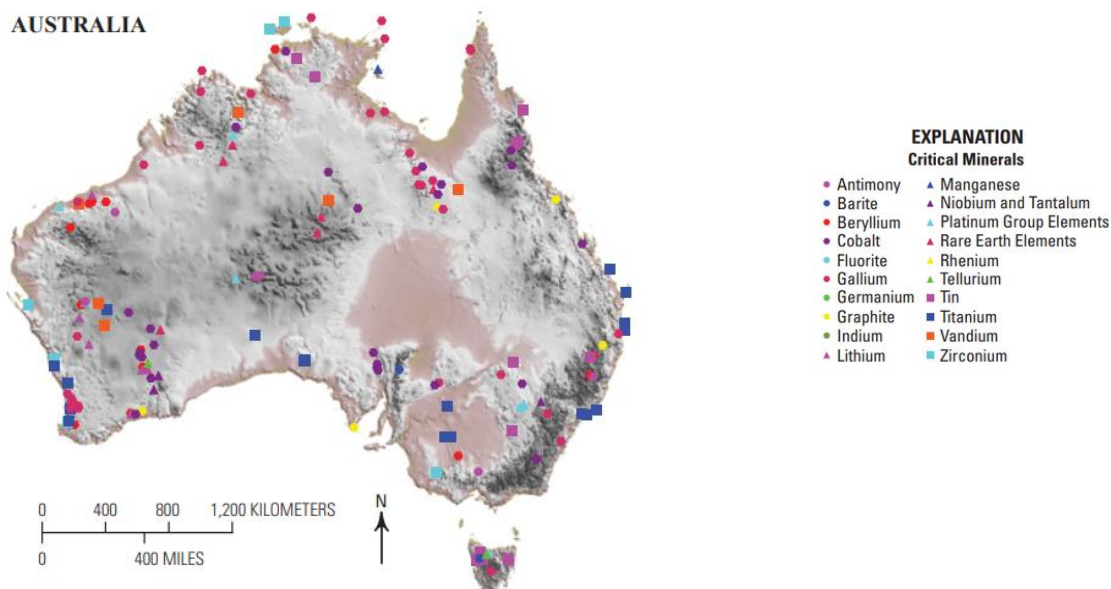 AUSTRALIA
EXPLANATION
Critical Minerals
Antimony
Barite
Beryllium
Cobalt
Fluorite
Gallium
Germanium
Graphite
Indium
Lithium
Manganese
Niobium and Tantalum
Platinum Group Elements
Rare Earth Elements
Rhenium
Tellurium
Tin
Titanium
Vandium
Zirconium
0 400 800 1,200 KILOMETERS
0 400 MILES
N